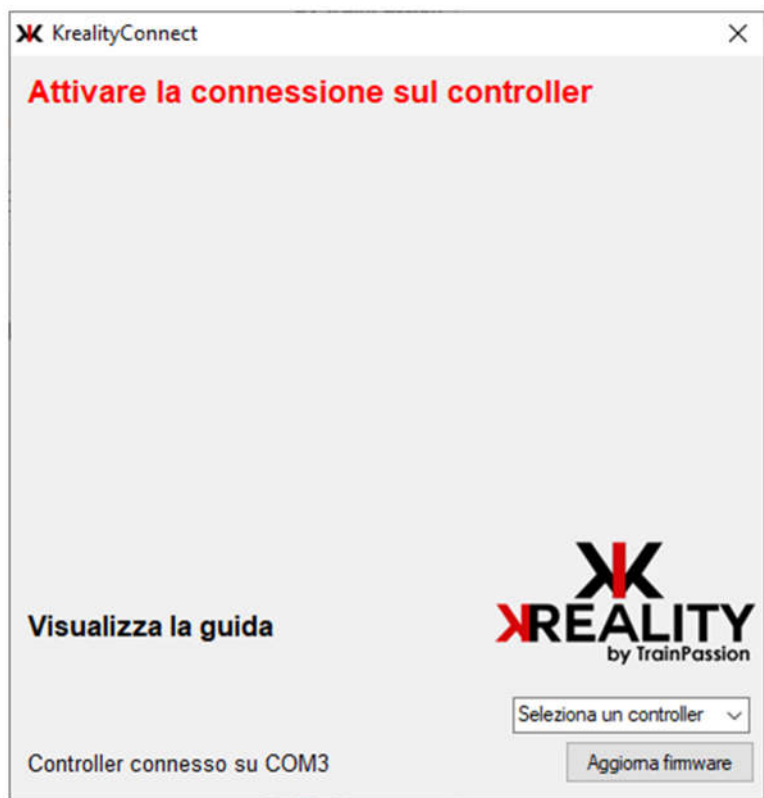 KrealityConnect
Attivare la connessione sul controller
Visualizza la guida
KREALITY
by TrainPassion
Seleziona un controller
Controller connesso su COM3
Aggiorna firmware